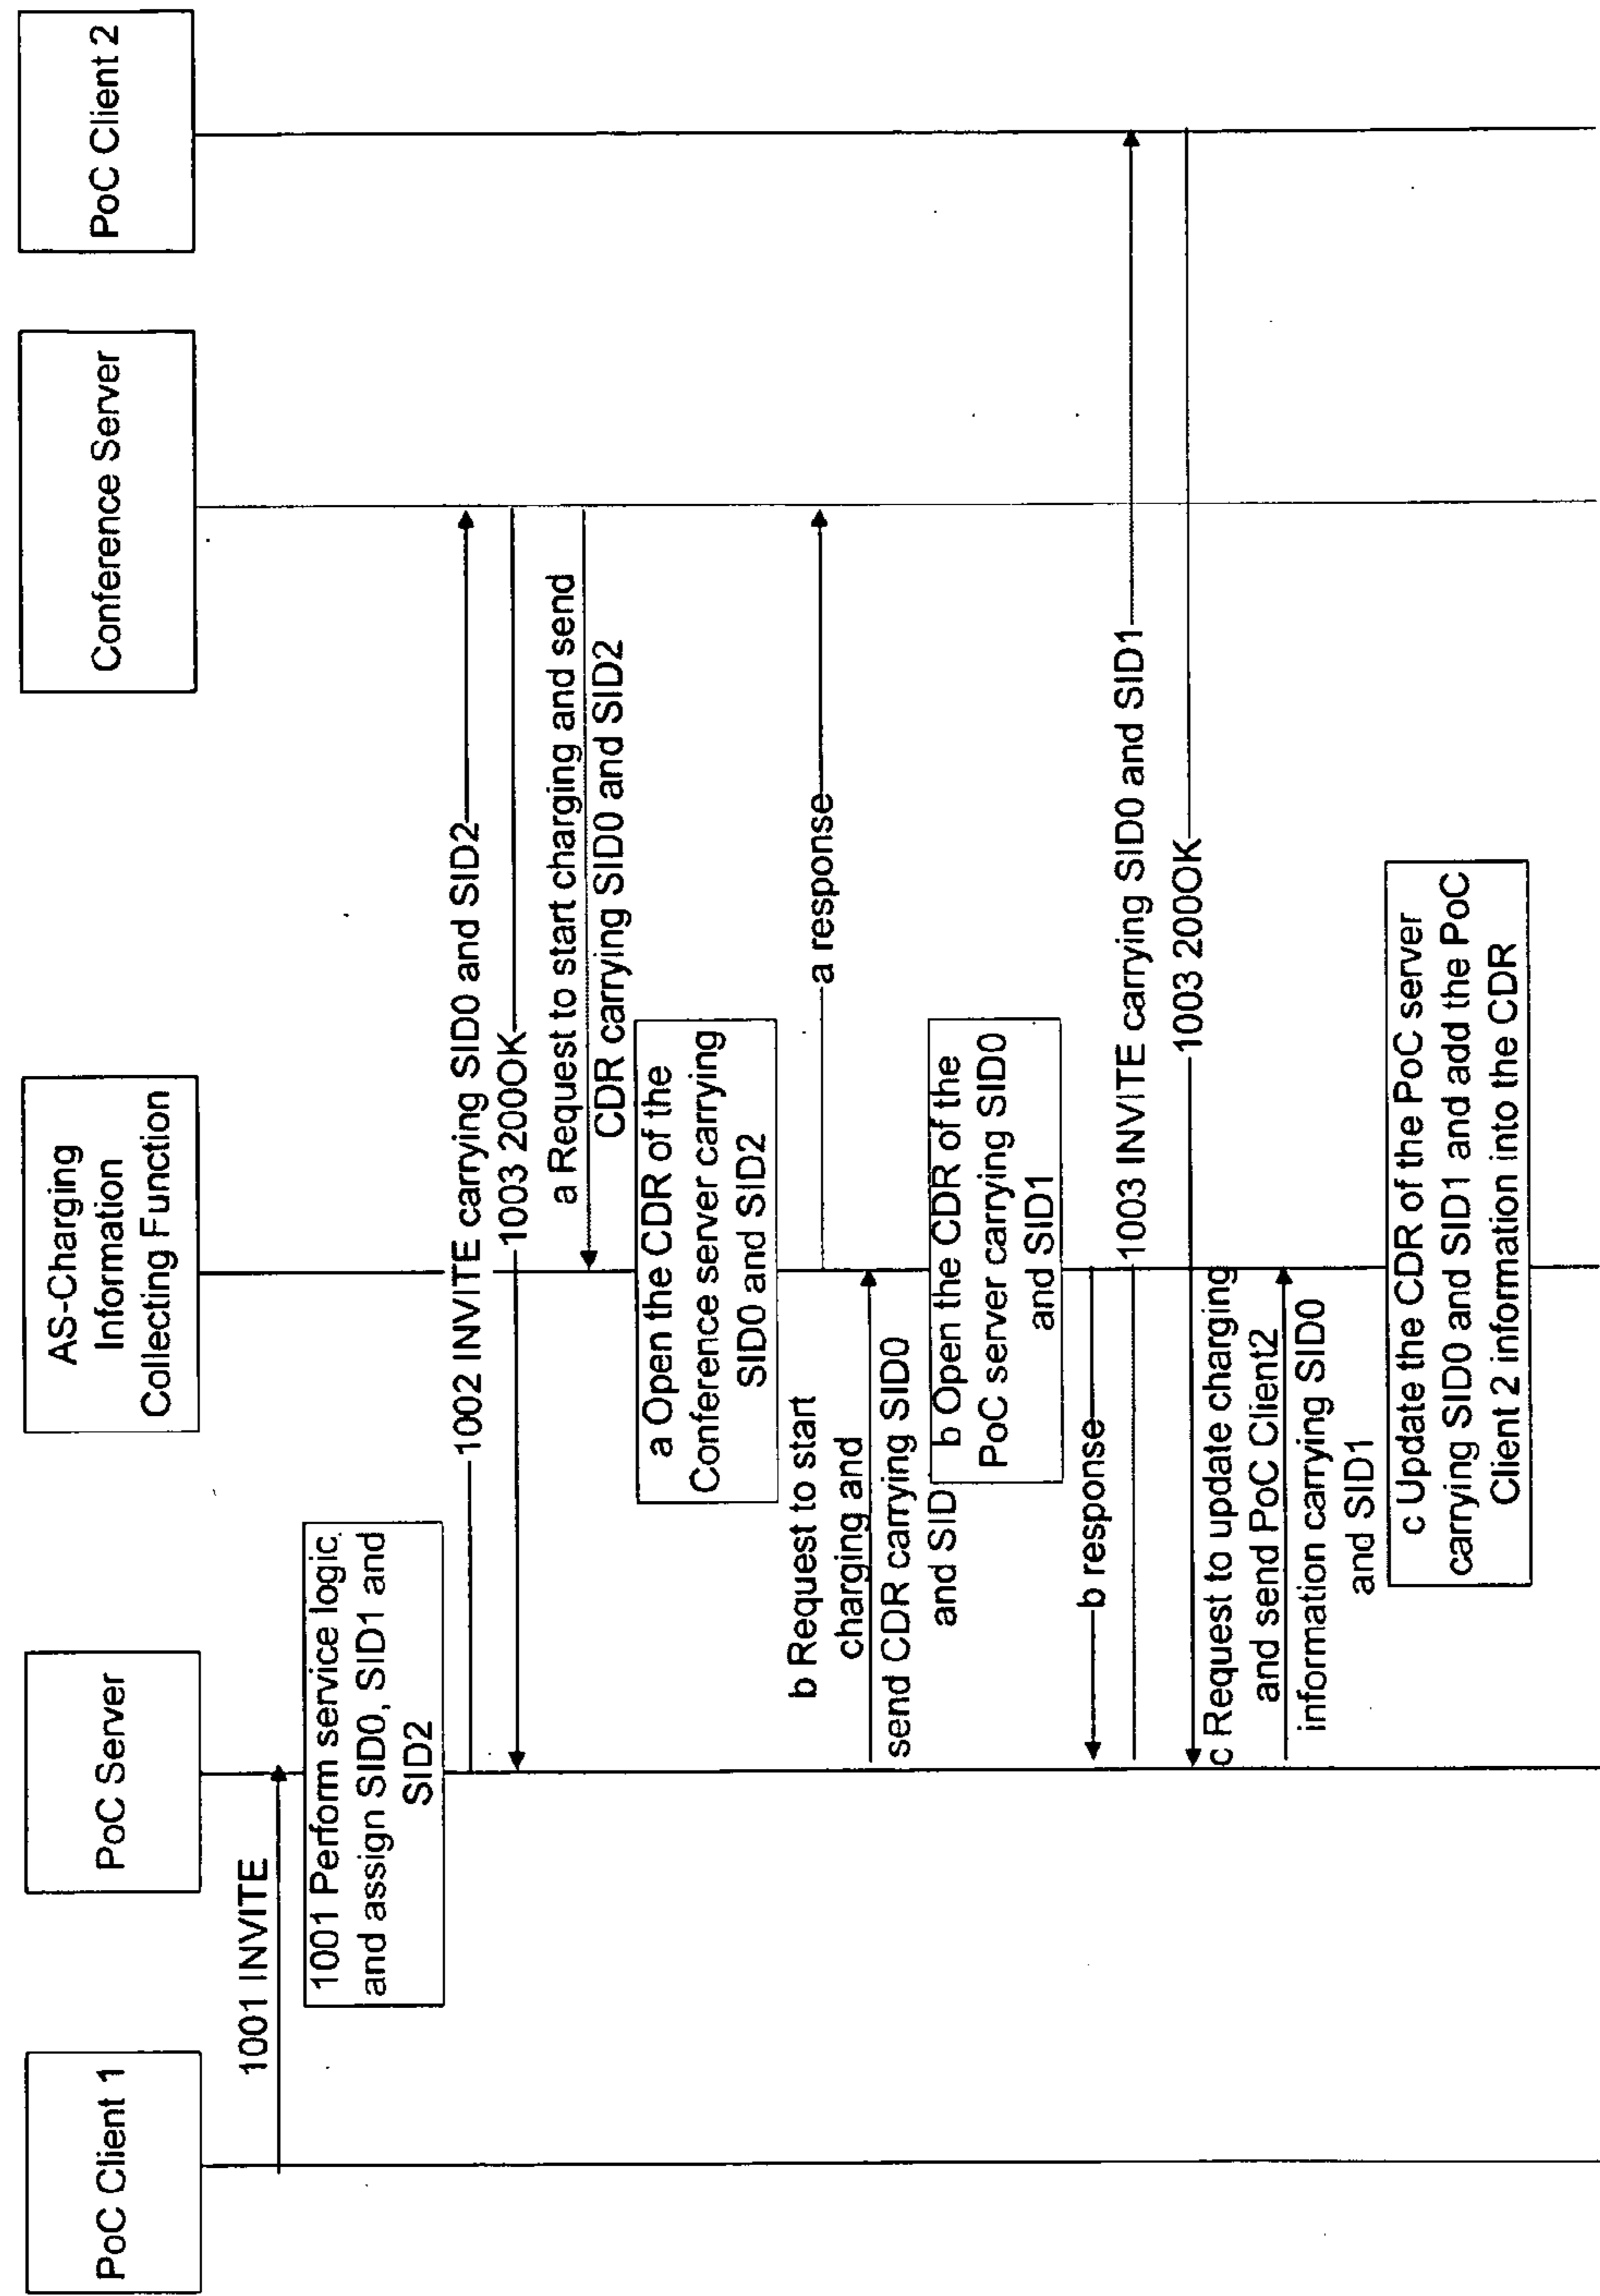 PoC Client 1
PoC Server
AS-Charging
Information
Collecting Function
Conference Server
PoC Client 2
1001 INVITE
1001 Perform service logic
and assign SID0, SID1 and
SID2
1002 INVITE carrying SID0 and SID2
1003 200OK
a Request to start charging and send
CDR carrying SID0 and SID2
a Open the CDR of the
Conference server carrying
SID0 and SID2
a response
b Request to start
charging and
send CDR carrying SID0
and SID
b Open the CDR of the
PoC server carrying SID0
and SID1
b response
1003 INVITE carrying SID0 and SID1
1003 200OK
c Request to update charging
and send PoC Client2
information carrying SID0
and SID1
c Update the CDR of the PoC server
carrying SID0 and SID1 and add the PoC
Client 2 information into the CDR